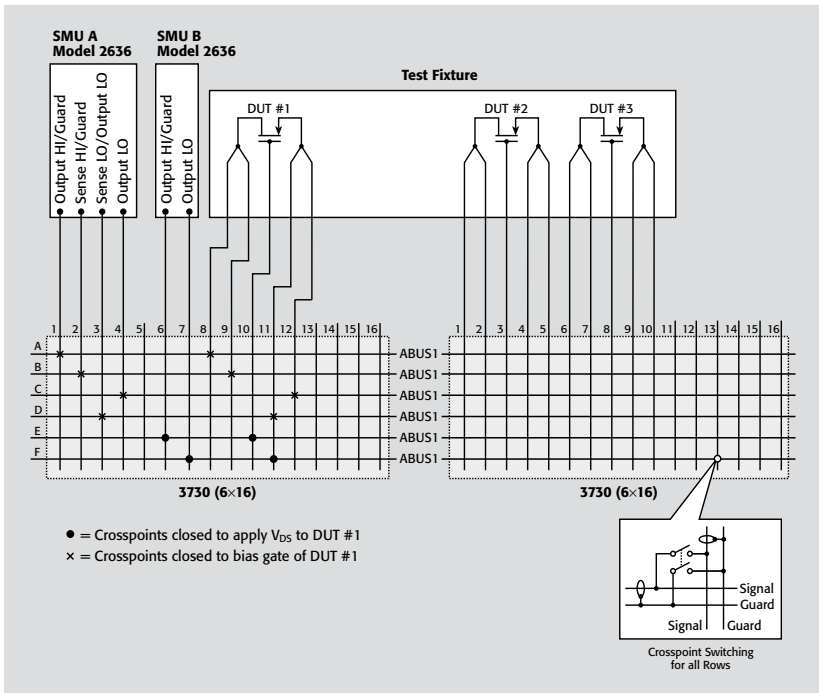 SMU A
Model 2636
SMU B
Model 2636
Test Fixture
Output HI/Guard
Sense HI/Guard
Sense LO/Output LO
Output LO
Output HI/Guard
Output LO
DUT #1
DUT #2
DUT #3
1 2 3 4 5 6 7 8 9 10 11 12 13 14 15 16
1 2 3 4 5 6 7 8 9 10 11 12 13 14 15 16
A
ABUS1
B
ABUS1
C
ABUS1
D
ABUS1
E
ABUS1
F
ABUS1
3730 (6×16)
3730 (6×16)
● = Crosspoints closed to apply VDS to DUT #1
× = Crosspoints closed to bias gate of DUT #1
Signal
Guard
Signal
Guard
Crosspoint Switching
for all Rows